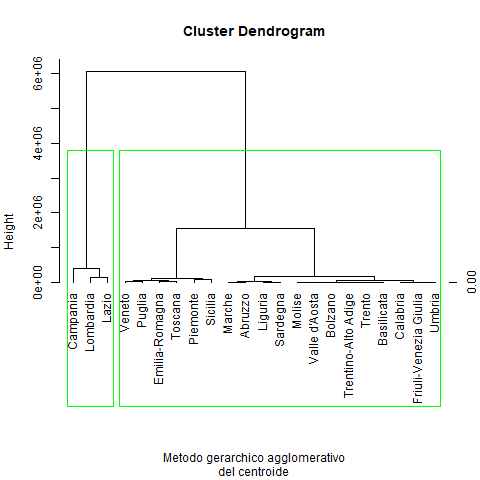 Cluster Dendrogram
Height
0e+00
2e+06
4e+06
6e+06
0.00
Campania
Lombardia
Lazio
Veneto
Puglia
Emilia-Romagna
Toscana
Piemonte
Sicilia
Marche
Abruzzo
Liguria
Sardegna
Molise
Valle d'Aosta
Bolzano
Trentino-Alto Adige
Trento
Basilicata
Calabria
Friuli-Venezia Giulia
Umbria
Metodo gerarchico agglomerativo
del centroide